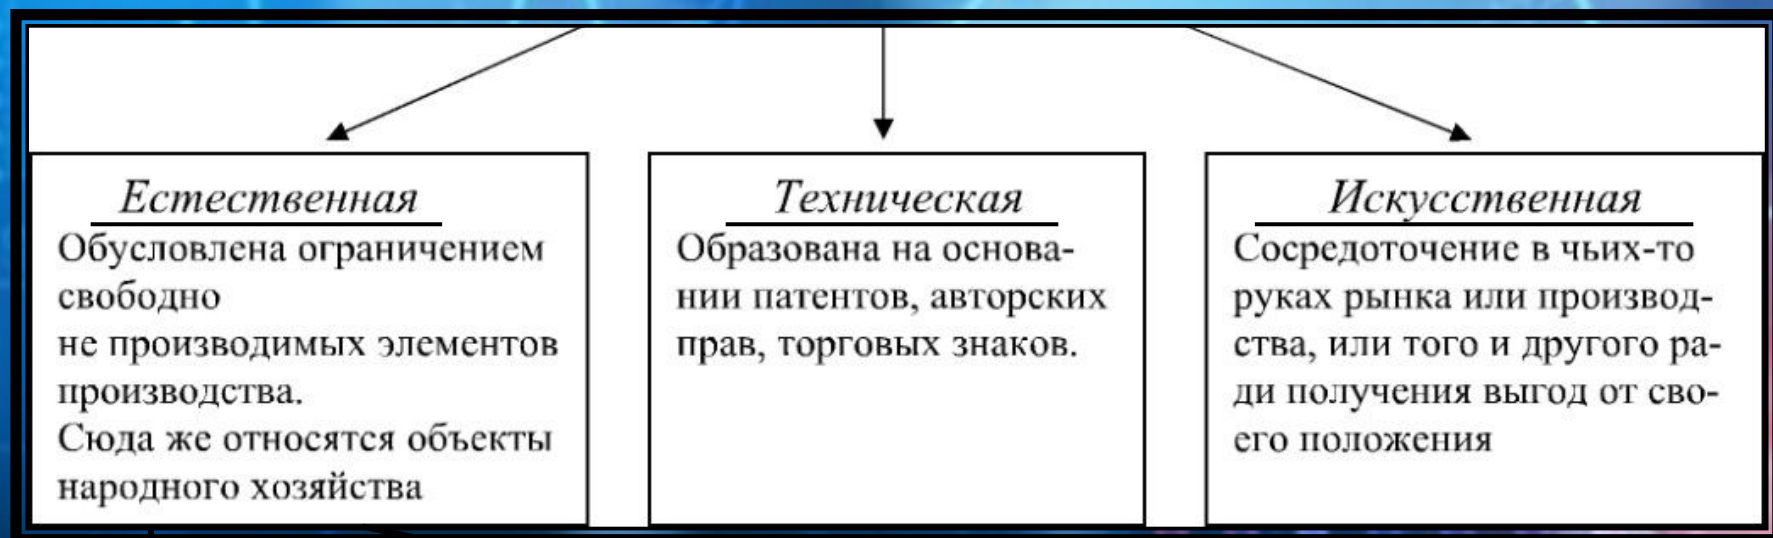 Естественная
Обусловлена ограничением
свободно
не производимых элементов
производства.
Сюда же относятся объекты
народного хозяйства
Техническая
Образована на основа-
нии патентов, авторских
прав, торговых знаков.
Искусственная
Сосредоточение в чьих-то
руках рынка или производ-
ства, или того и другого ра-
ди получения выгод от сво-
его положения